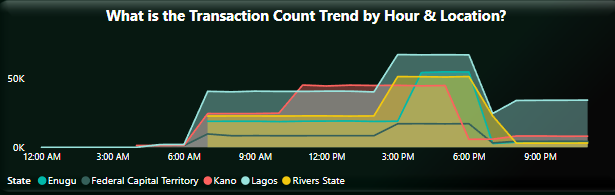 What is the Transaction Count Trend by Hour & Location?
50K
0K
12:00 AM 3:00 AM 6:00 AM 9:00 AM 12:00 PM 3:00 PM 6:00 PM 9:00 PM
State Enugu Federal Capital Territory Kano Lagos Rivers State